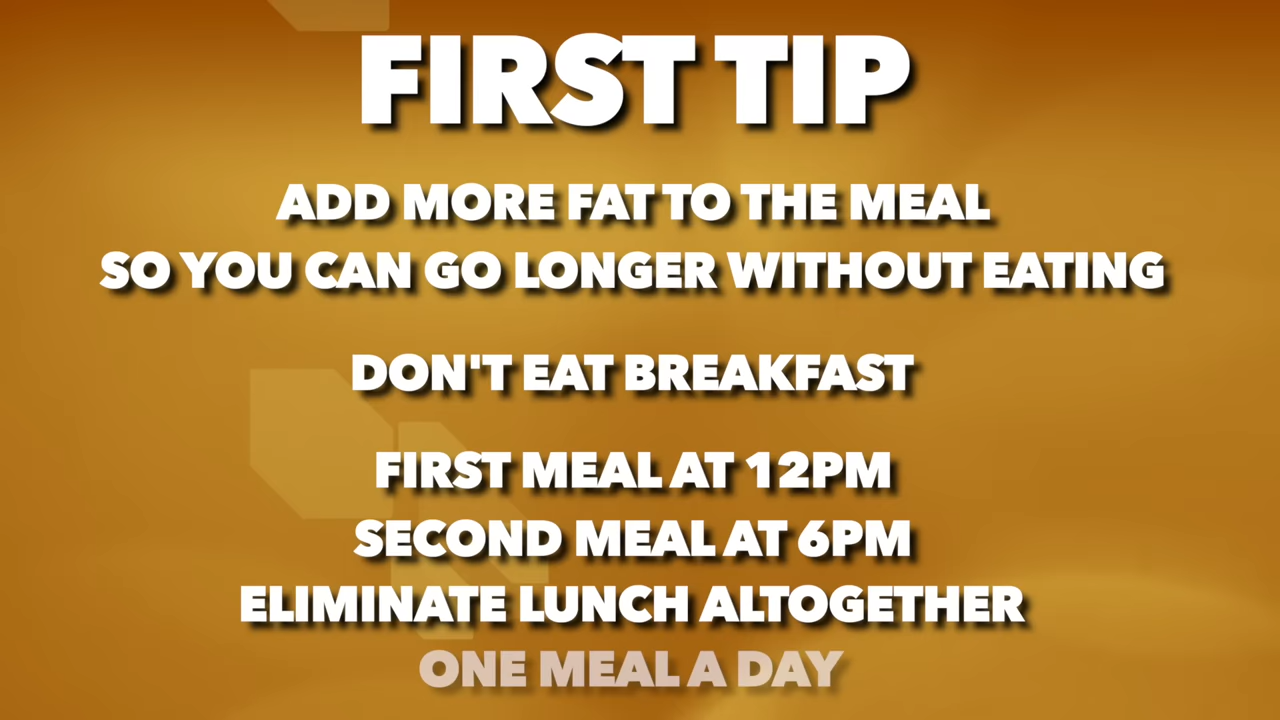 FIRST TIP
ADD MORE FAT TO THE MEAL
SO YOU CAN GO LONGER WITHOUT EATING
DON'T EAT BREAKFAST
FIRST MEAL AT 12PM
SECOND MEAL AT 6PM
ELIMINATE LUNCH ALTOGETHER
ONE MEAL A DAY